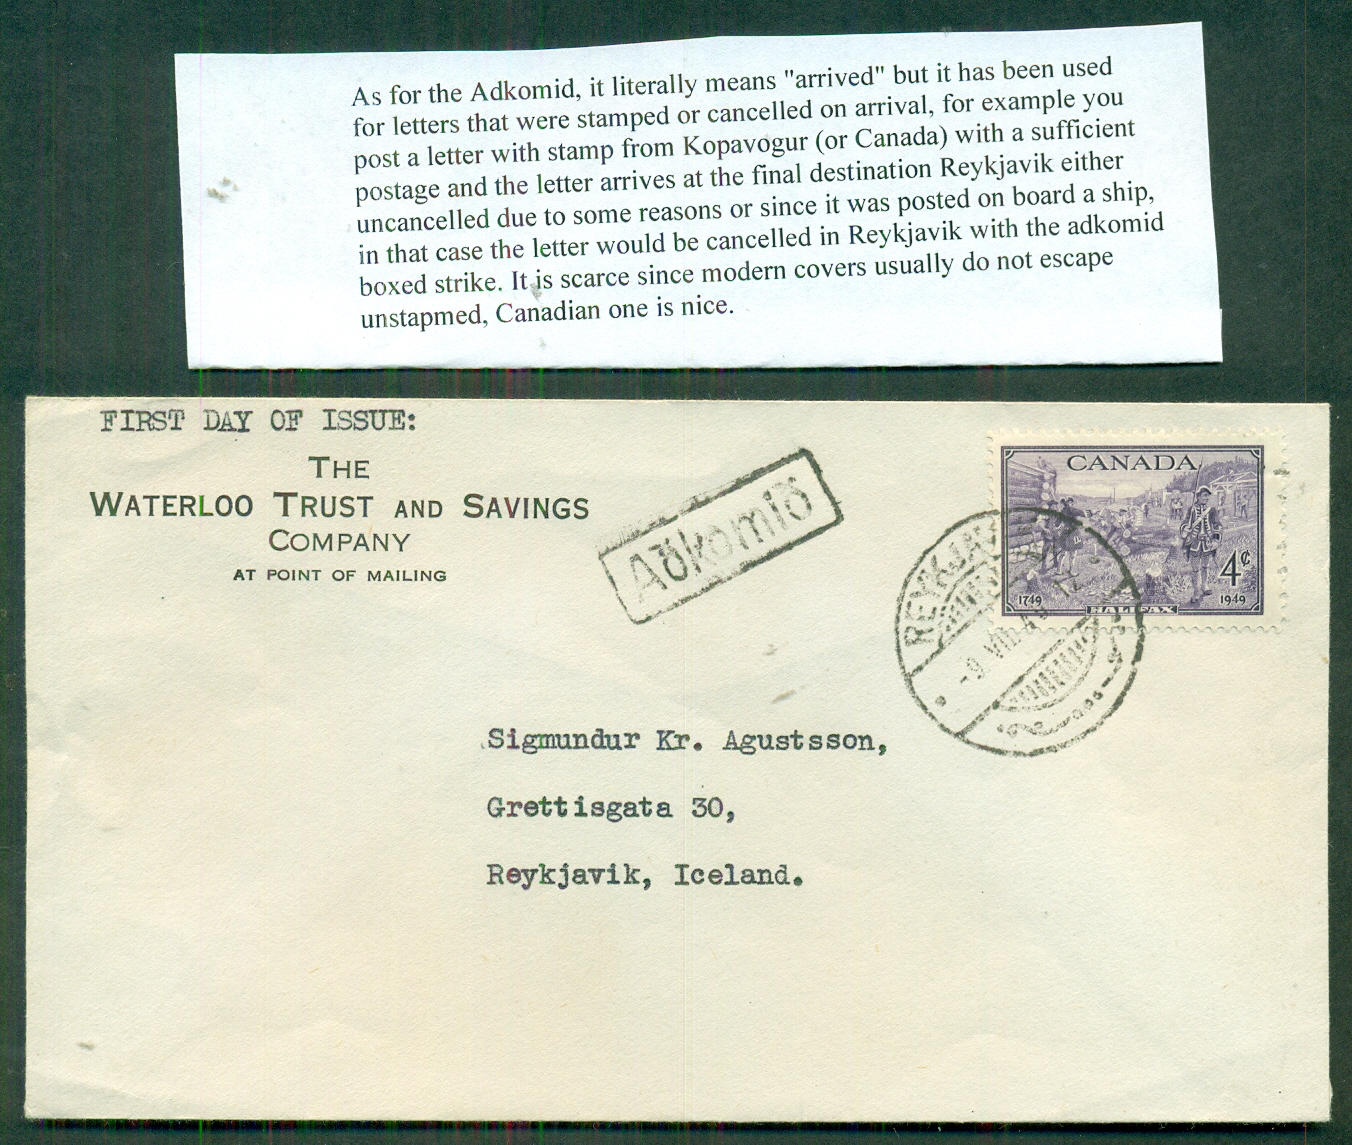 As for the Adkomid, it literally means "arrived" but it has been used
for letters that were stamped or cancelled on arrival, for example you
post a letter with stamp from Kopavogur (or Canada) with a sufficient
postage and the letter arrives at the final destination Reykjavik either
uncancelled due to some reasons or since it was posted on board a ship,
in that case the letter would be cancelled in Reykjavik with the adkomid
boxed strike. It is scarce since modern covers usually do not escape
unstapmed, Canadian one is nice.
FIRST DAY OF ISSUE:
THE
WATERLOO TRUST AND SAVINGS
COMPANY
AT POINT OF MAILING
Aðkomið
CANADA
4¢
1749 1949
HALIFAX
-9. VIII.
Sigmundur Kr. Agustsson,
Grettisgata 30,
Reykjavik, Iceland.